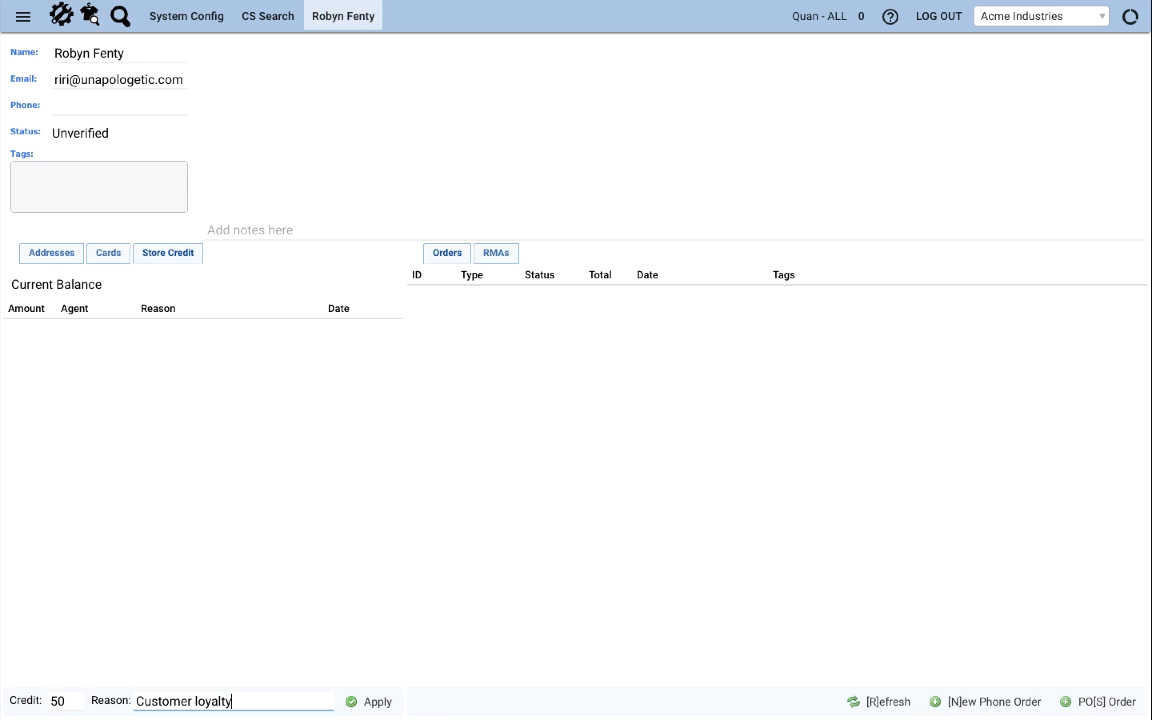 System Config CS Search Robyn Fenty Quan - ALL 0 LOG OUT Acme Industries
Name: Robyn Fenty
Email: riri@unapologetic.com
Phone:
Status: Unverified
Tags:
Add notes here
Addresses Cards Store Credit Orders RMAs
ID Type Status Total Date Tags
Current Balance
Amount Agent Reason Date
Credit: 50 Reason: Customer loyalty Apply [R]efresh [N]ew Phone Order PO[S] Order